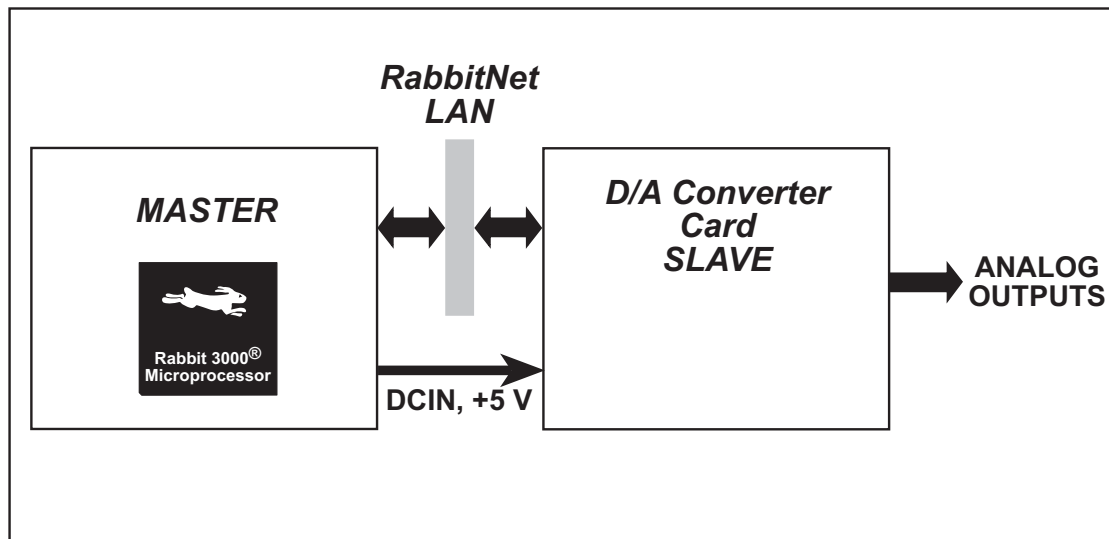 RabbitNet
LAN
MASTER
D/A Converter
Card
SLAVE
ANALOG
OUTPUTS
Rabbit 3000®
Microprocessor
DCIN, +5 V